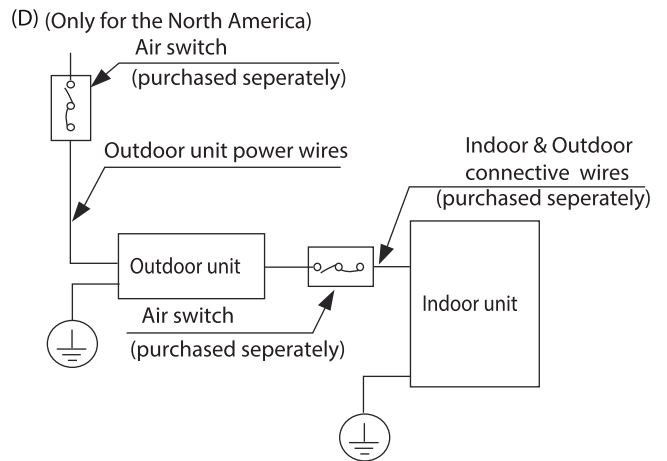 (D) (Only for the North America)
Air switch
(purchased seperately)
Outdoor unit power wires
Indoor & Outdoor
connective wires
(purchased seperately)
Outdoor unit
Indoor unit
Air switch
(purchased seperately)